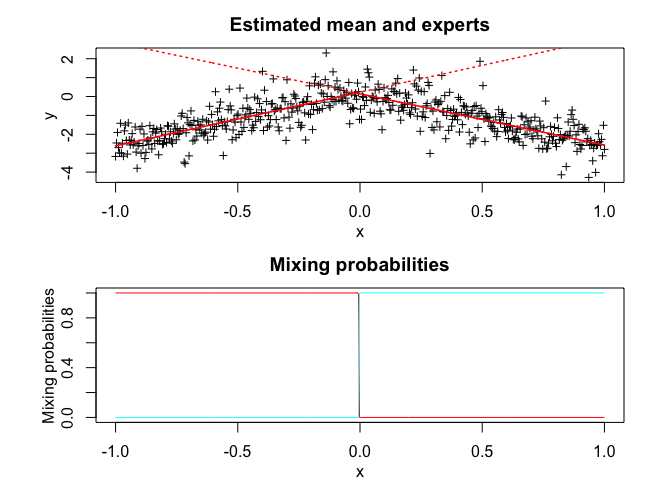 Estimated mean and experts
2
0
-2
-4
y
-1.0 -0.5 0.0 0.5 1.0
x
Mixing probabilities
0.8
0.4
0.0
Mixing probabilities
-1.0 -0.5 0.0 0.5 1.0
x